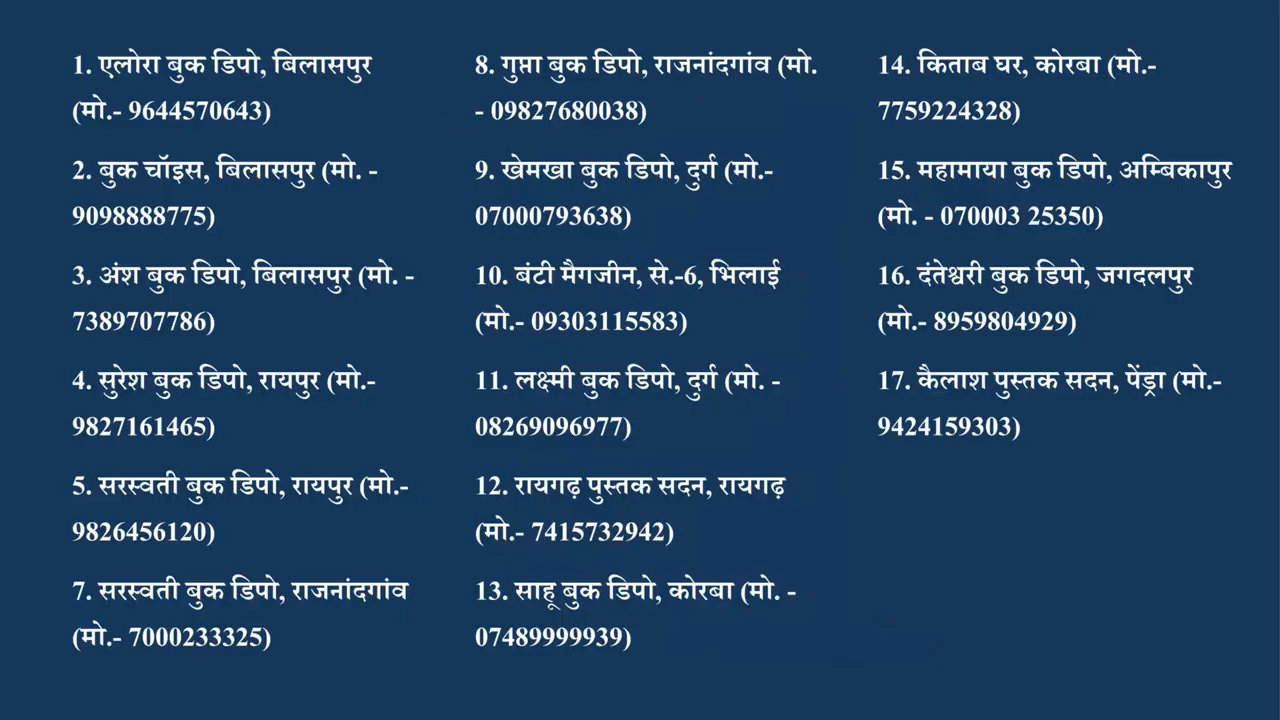 1. एलोरा बुक डिपो, बिलासपुर
(मो.- 9644570643)
2. बुक चॉइस, बिलासपुर (मो. -
9098888775)
3. अंश बुक डिपो, बिलासपुर (मो. -
7389707786)
4. सुरेश बुक डिपो, रायपुर (मो.-
9827161465)
5. सरस्वती बुक डिपो, रायपुर (मो.-
9826456120)
7. सरस्वती बुक डिपो, राजनांदगांव
(मो.- 7000233325)
8. गुप्ता बुक डिपो, राजनांदगांव (मो.
- 09827680038)
9. खेमखा बुक डिपो, दुर्ग (मो.-
07000793638)
10. बंटी मैगजीन, से.-6, भिलाई
(मो.- 09303115583)
11. लक्ष्मी बुक डिपो, दुर्ग (मो. -
08269096977)
12. रायगढ़ पुस्तक सदन, रायगढ़
(मो.- 7415732942)
13. साहू बुक डिपो, कोरबा (मो. -
07489999939)
14. किताब घर, कोरबा (मो.-
7759224328)
15. महामाया बुक डिपो, अम्बिकापुर
(मो. - 070003 25350)
16. दंतेश्वरी बुक डिपो, जगदलपुर
(मो.- 8959804929)
17. कैलाश पुस्तक सदन, पेंड्रा (मो.-
9424159303)